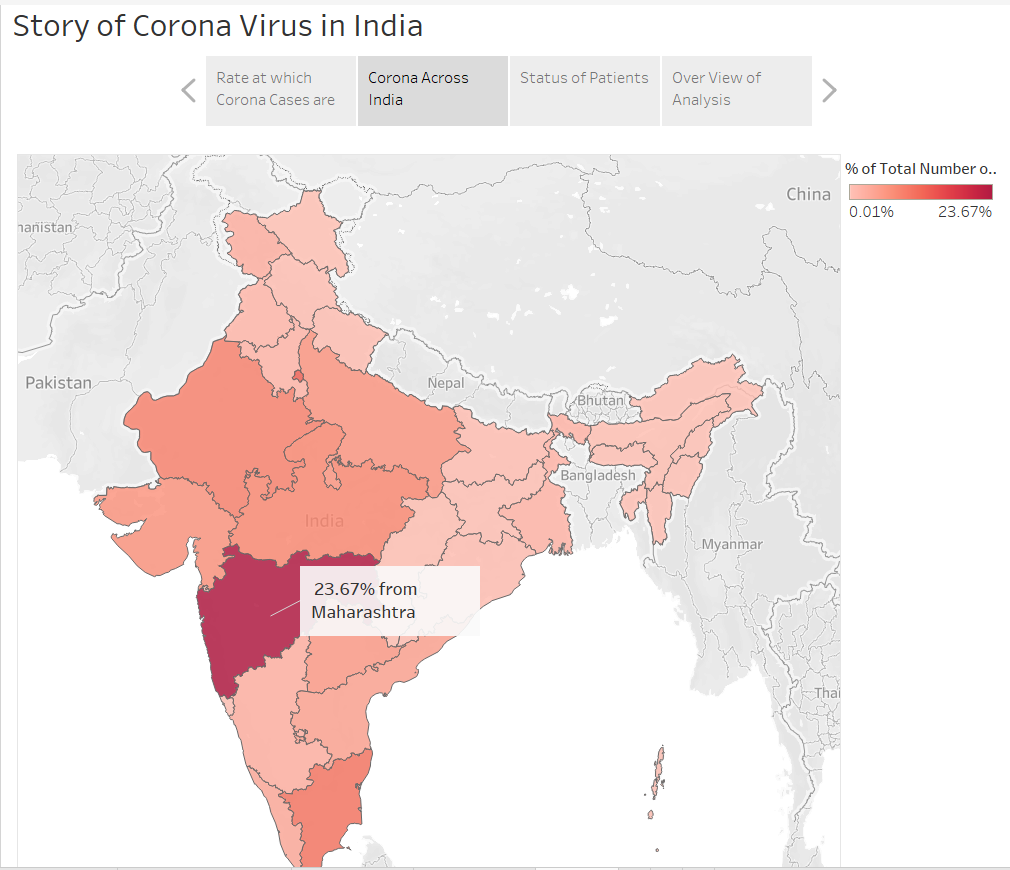 Story of Corona Virus in India
Rate at which
Corona Cases are
Corona Across
India
Status of Patients
Over View of
Analysis
% of Total Number o..
0.01%
23.67%
China
hanistan
Pakistan
Nepal
Bhutan
Bangladesh
India
Myanmar
23.67% from
Maharashtra
Thai